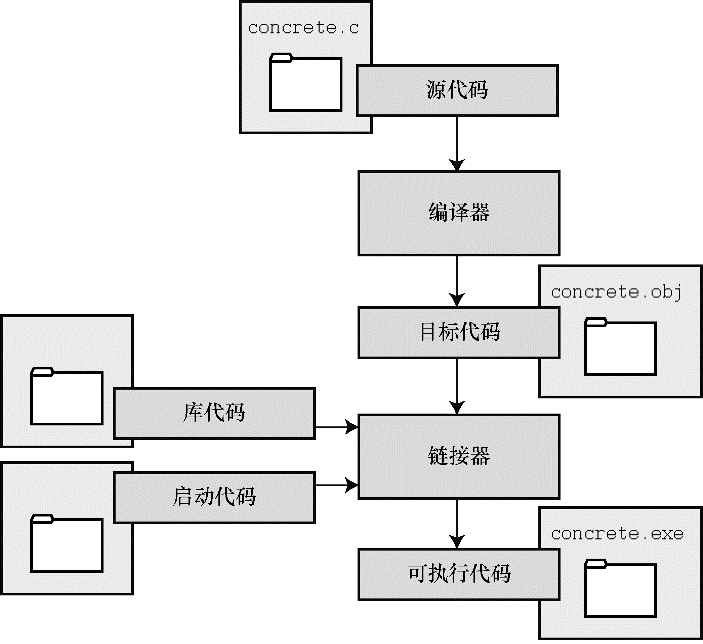 concrete.c
源代码
编译器
concrete.obj
目标代码
库代码
链接器
启动代码
concrete.exe
可执行代码